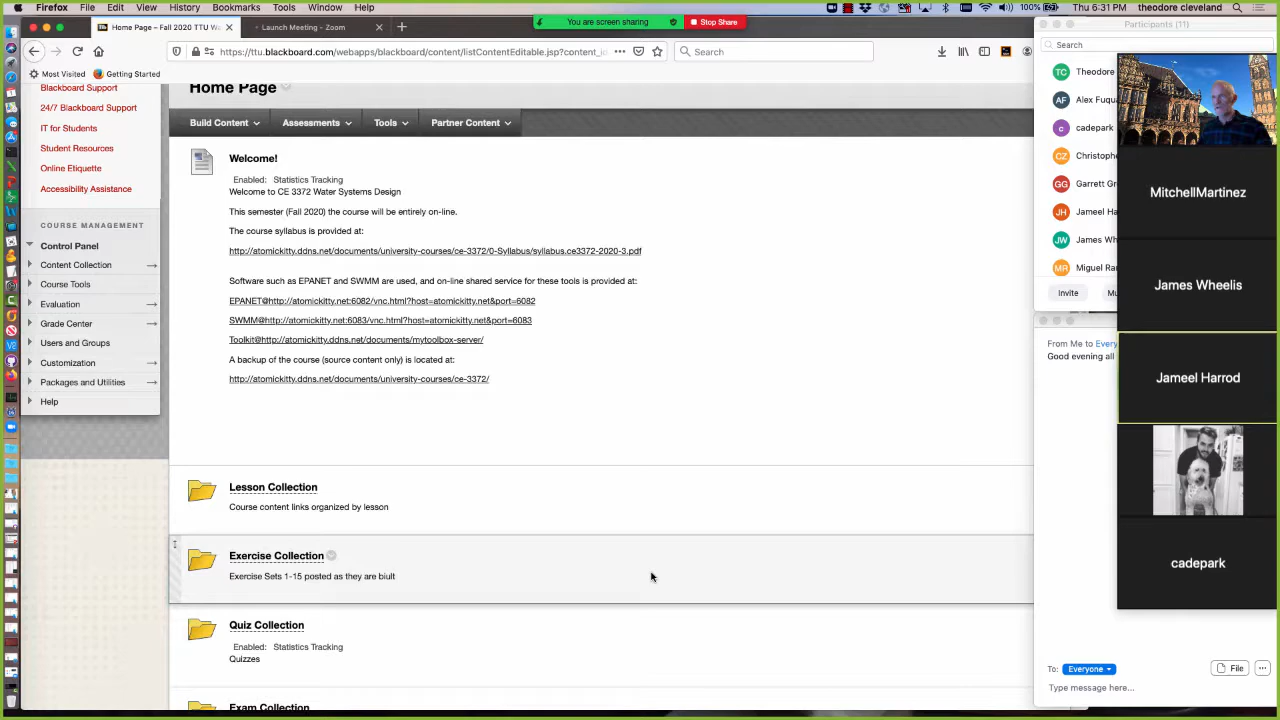 Firefox File Edit View History Bookmarks Tools Window Help
100% Thu 6:31 PM theodore cleveland
Home Page – Fall 2020 TTU W
Launch Meeting - Zoom
You are screen sharing
Stop Share
https://ttu.blackboard.com/webapps/blackboard/content/listContentEditable.jsp?content_i
Search
Most Visited
Getting Started
Blackboard Support
24/7 Blackboard Support
IT for Students
Student Resources
Online Etiquette
Accessibility Assistance
COURSE MANAGEMENT
Control Panel
Content Collection
Course Tools
Evaluation
Grade Center
Users and Groups
Customization
Packages and Utilities
Help
Home Page
Build Content
Assessments
Tools
Partner Content
Welcome!
Enabled: Statistics Tracking
Welcome to CE 3372 Water Systems Design
This semester (Fall 2020) the course will be entirely on-line.
The course syllabus is provided at:
http://atomickitty.ddns.net/documents/university-courses/ce-3372/0-Syllabus/syllabus.ce3372-2020-3.pdf
Software such as EPANET and SWMM are used, and on-line shared service for these tools is provided at:
EPANET@http://atomickitty.net:6082/vnc.html?host=atomickitty.net&port=6082
SWMM@http://atomickitty.net:6083/vnc.html?host=atomickitty.net&port=6083
Toolkit@http://atomickitty.ddns.net/documents/mytoolbox-server/
A backup of the course (source content only) is located at:
http://atomickitty.ddns.net/documents/university-courses/ce-3372/
Lesson Collection
Course content links organized by lesson
Exercise Collection
Exercise Sets 1-15 posted as they are biult
Quiz Collection
Enabled: Statistics Tracking
Quizzes
Exam Collection
Participants (11)
Search
TC Theodore
AF Alex Fuqua
c cadepark
CZ Christophe
GG Garrett Gr
JH Jameel Ha
JW James Wh
MR Miguel Ra
Invite
Mu
From Me to Every
Good evening all
MitchellMartinez
James Wheelis
Jameel Harrod
cadepark
To: Everyone
File
Type message here...